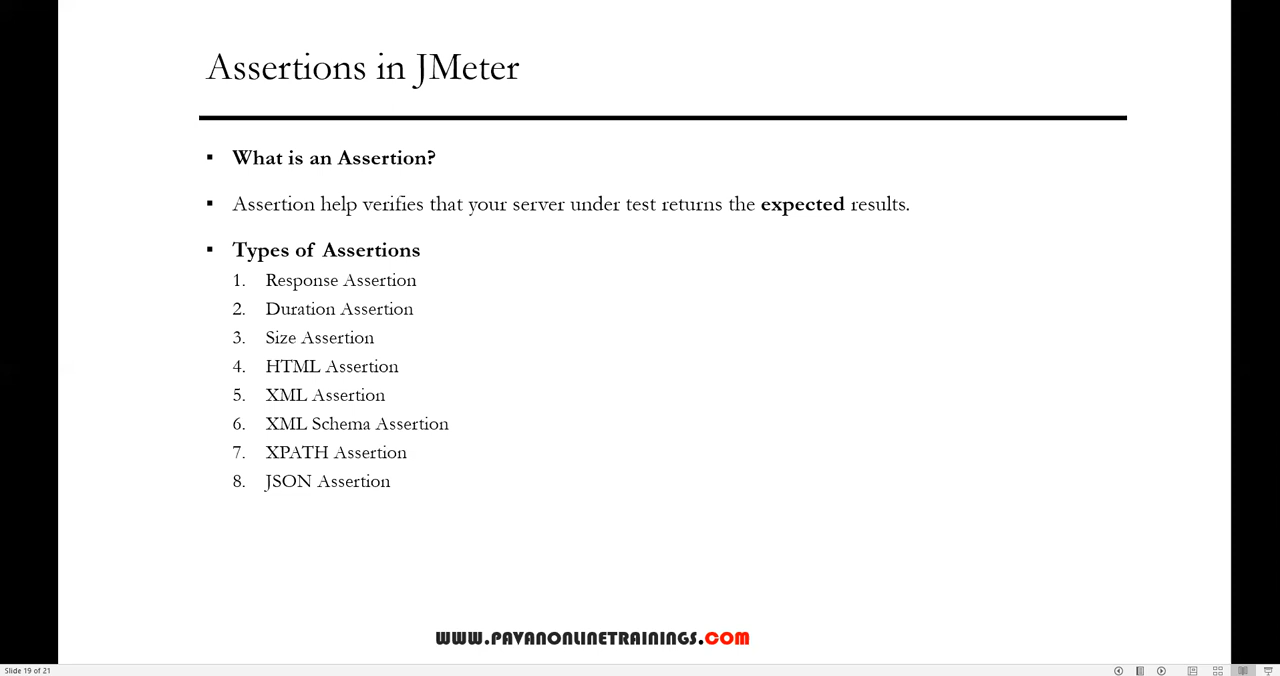 Assertions in JMeter
▪ What is an Assertion?
▪ Assertion help verifies that your server under test returns the expected results.
▪ Types of Assertions
1. Response Assertion
2. Duration Assertion
3. Size Assertion
4. HTML Assertion
5. XML Assertion
6. XML Schema Assertion
7. XPATH Assertion
8. JSON Assertion
WWW.PAVANONLINETRAININGS.COM
Slide 19 of 21